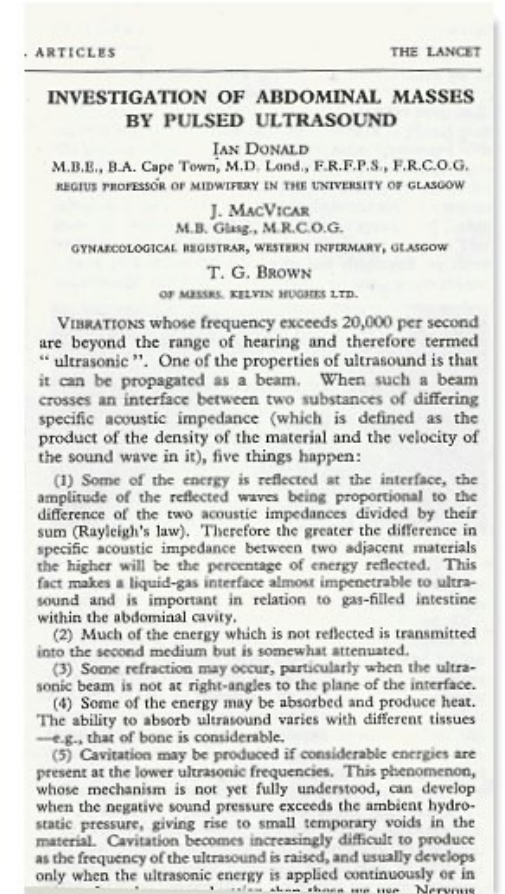 . ARTICLES THE LANCET
INVESTIGATION OF ABDOMINAL MASSES
BY PULSED ULTRASOUND
IAN DONALD
M.B.E., B.A. Cape Town, M.D. Lond., F.R.F.P.S., F.R.C.O.G.
REGIUS PROFESSOR OF MIDWIFERY IN THE UNIVERSITY OF GLASGOW
J. MACVICAR
M.B. Glasg., M.R.C.O.G.
GYNAECOLOGICAL REGISTRAR, WESTERN INFIRMARY, GLASGOW
T. G. BROWN
OF MESSRS. KELVIN HUGHES LTD.
VIBRATIONS whose frequency exceeds 20,000 per second
are beyond the range of hearing and therefore termed
“ ultrasonic ”. One of the properties of ultrasound is that
it can be propagated as a beam. When such a beam
crosses an interface between two substances of differing
specific acoustic impedance (which is defined as the
product of the density of the material and the velocity of
the sound wave in it), five things happen:
(1) Some of the energy is reflected at the interface, the
amplitude of the reflected waves being proportional to the
difference of the two acoustic impedances divided by their
sum (Rayleigh's law). Therefore the greater the difference in
specific acoustic impedance between two adjacent materials
the higher will be the percentage of energy reflected. This
fact makes a liquid-gas interface almost impenetrable to ultra-
sound and is important in relation to gas-filled intestine
within the abdominal cavity.
(2) Much of the energy which is not reflected is transmitted
into the second medium but is somewhat attenuated.
(3) Some refraction may occur, particularly when the ultra-
sonic beam is not at right-angles to the plane of the interface.
(4) Some of the energy may be absorbed and produce heat.
The ability to absorb ultrasound varies with different tissues
—e.g., that of bone is considerable.
(5) Cavitation may be produced if considerable energies are
present at the lower ultrasonic frequencies. This phenomenon,
whose mechanism is not yet fully understood, can develop
when the negative sound pressure exceeds the ambient hydro-
static pressure, giving rise to small temporary voids in the
material. Cavitation becomes increasingly difficult to produce
as the frequency of the ultrasound is raised, and usually develops
only when the ultrasonic energy is applied continuously or in
than those we use. Nervous